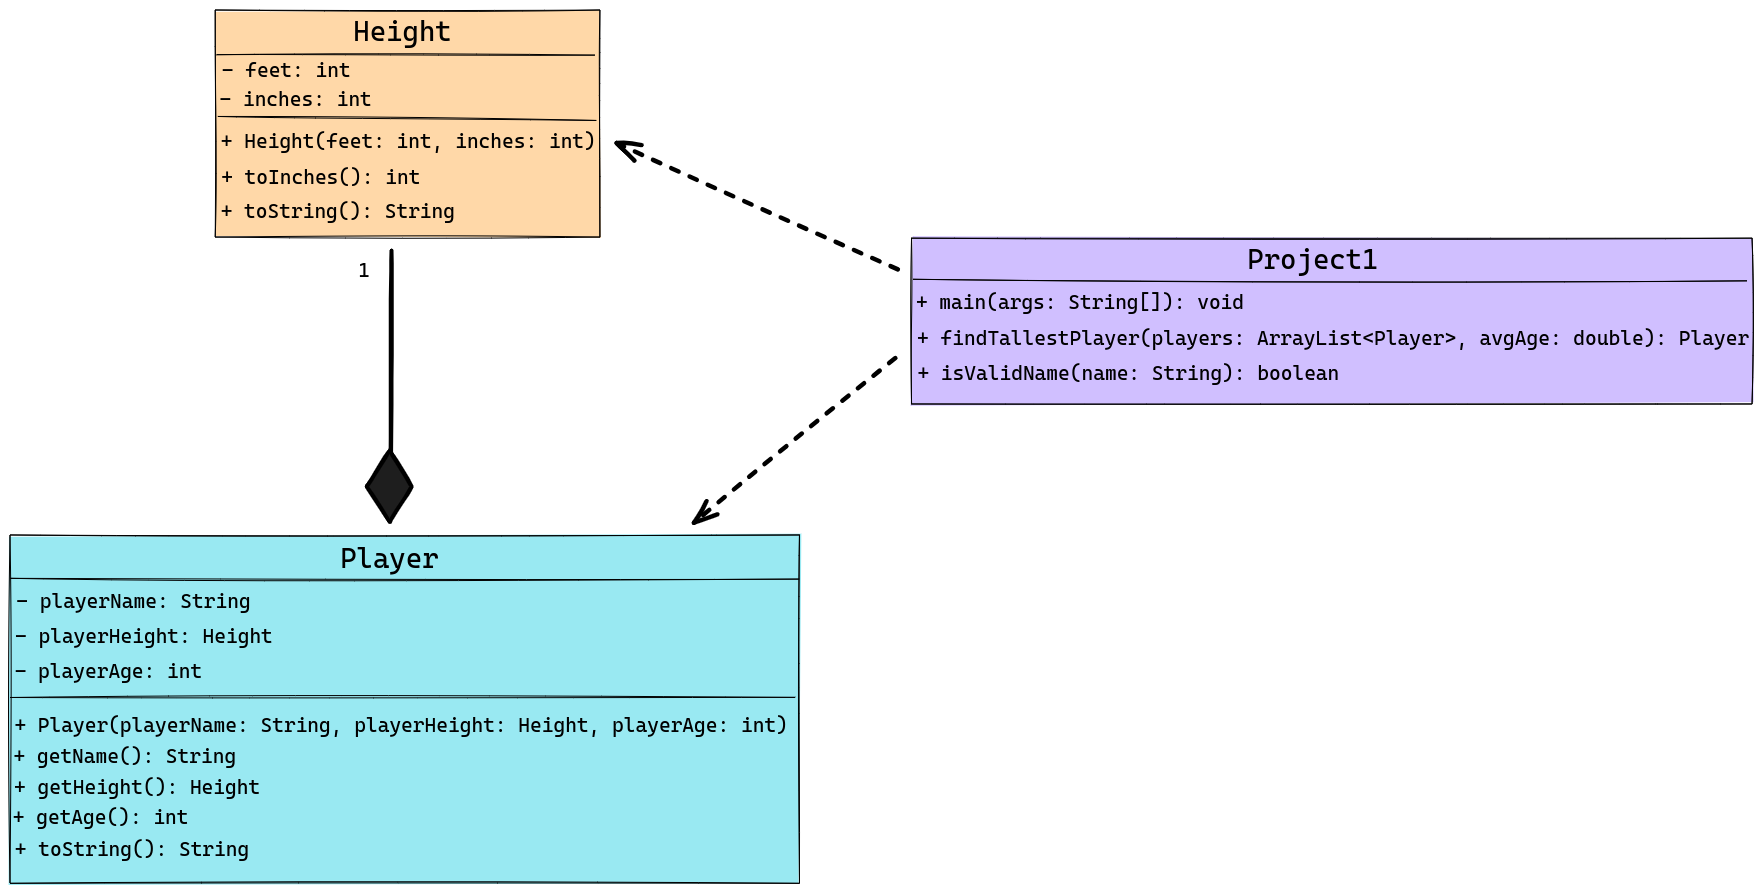 Height
- feet: int
- inches: int
+ Height(feet: int, inches: int)
+ toInches(): int
+ toString(): String
1
Project1
+ main(args: String[]): void
+ findTallestPlayer(players: ArrayList<Player>, avgAge: double): Player
+ isValidName(name: String): boolean
Player
- playerName: String
- playerHeight: Height
- playerAge: int
+ Player(playerName: String, playerHeight: Height, playerAge: int)
+ getName(): String
+ getHeight(): Height
+ getAge(): int
+ toString(): String